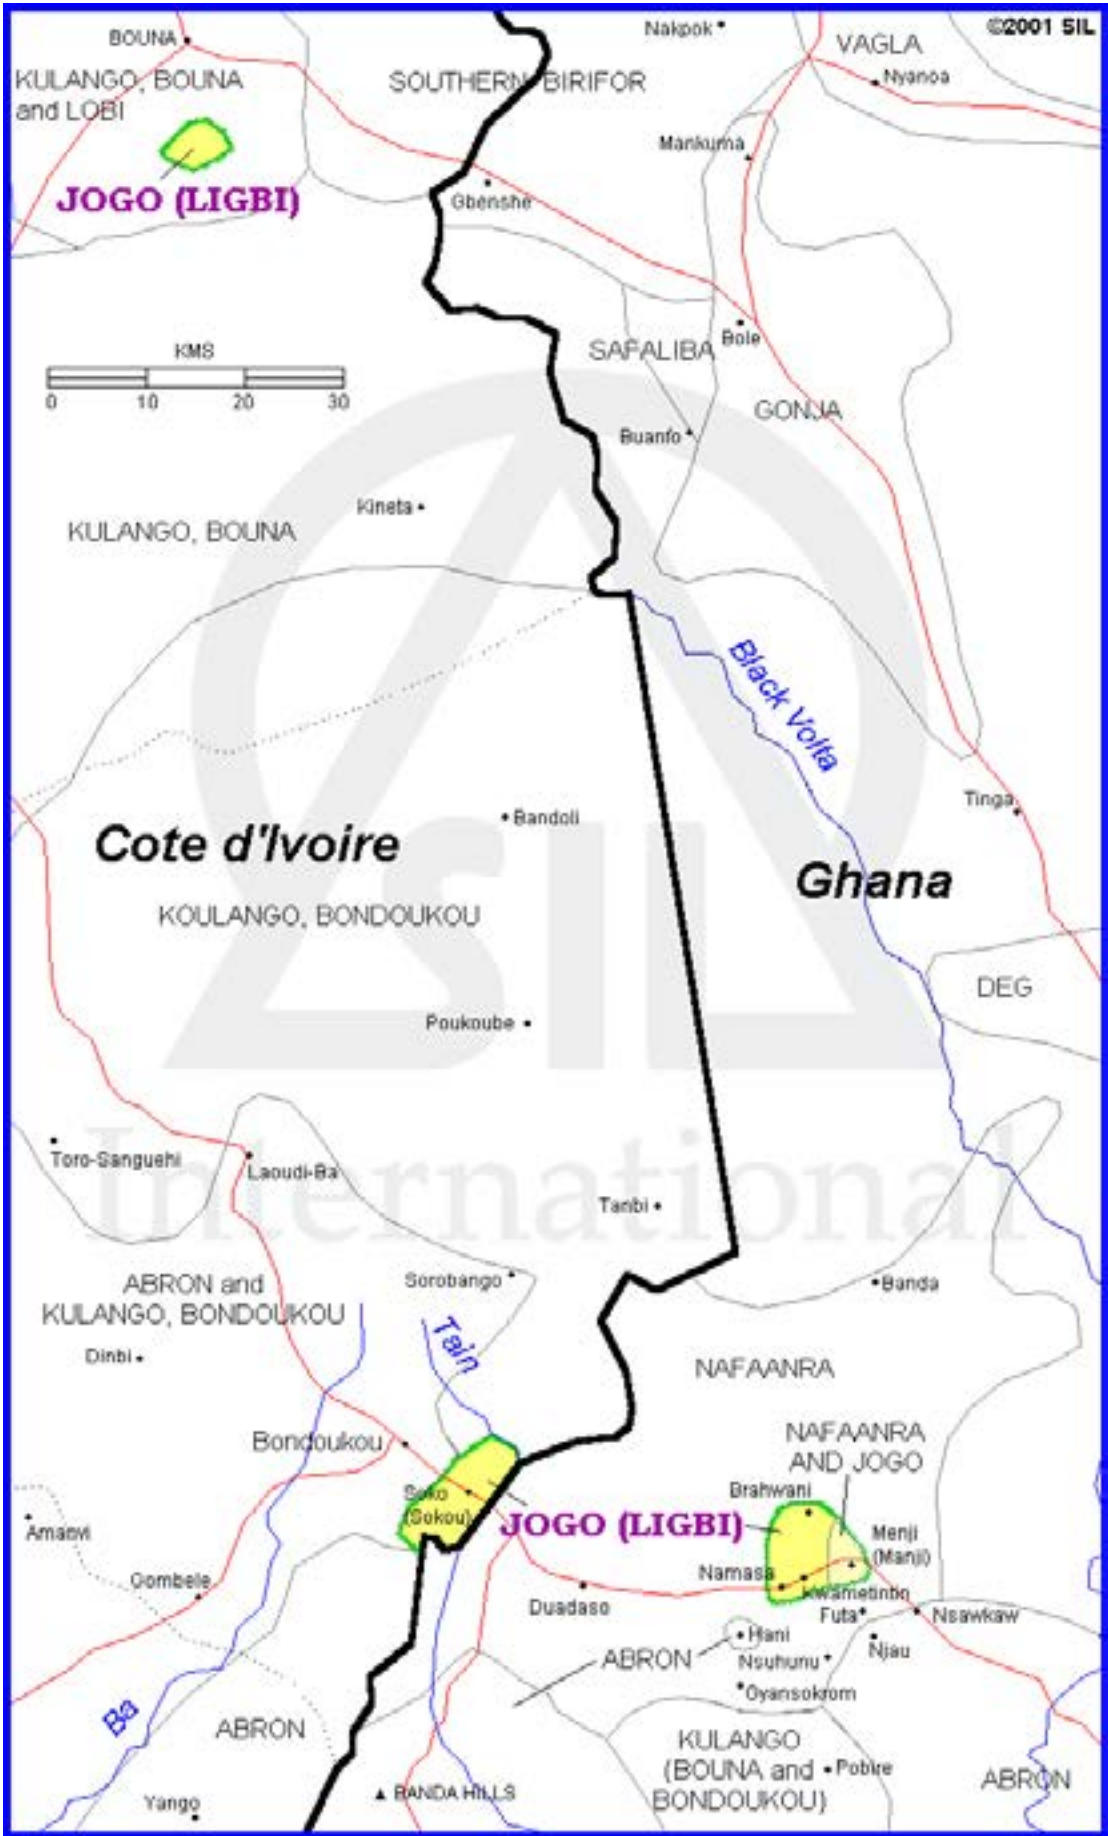 ©2001 SIL
BOUNA
Nakpok
VAGLA
KULANGO, BOUNA
and LOBI
SOUTHERN BIRIFOR
Nyanoa
Mankuma
JOGO (LIGBI)
Gbenshe
KMS
0 10 20 30
SAFALIBA
Bole
GONJA
Buanfo
Kineta
KULANGO, BOUNA
Black Volta
Tinga
Bandoli
Cote d'Ivoire
Ghana
KOULANGO, BONDOUKOU
SIL
DEG
Poukoube
Toro-Sanguehi
Laoudi-Ba
International
Tanbi
Sorobango
Banda
ABRON and
KULANGO, BONDOUKOU
Tain
Dinbi
NAFAANRA
Bondoukou
NAFAANRA
AND JOGO
Soko
(Sokou)
Brahwani
JOGO (LIGBI)
Amanvi
Menji
(Manji)
Gombele
Namasa
Kwametintin
Duadaso
Futa
Nsawkaw
Hani
Njau
ABRON
Nsuhunu
Gyansokrom
Ba
ABRON
KULANGO
(BOUNA and
BONDOUKOU)
Pobire
ABRON
BANDA HILLS
Yango